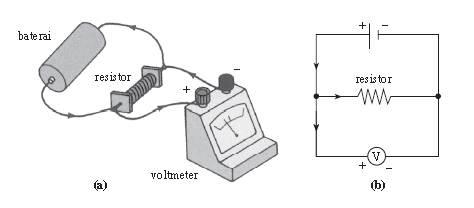 baterai
resistor
+
-
voltmeter
(a)
+
-
resistor
V
+
-
(b)